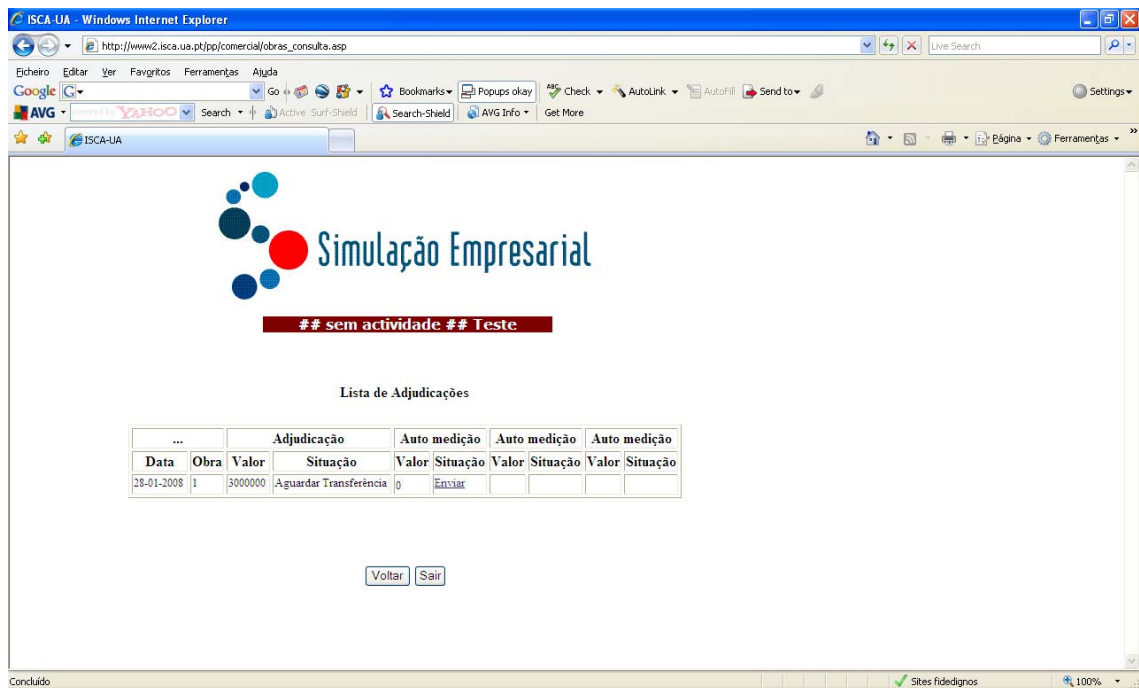 ISCA-UA - Windows Internet Explorer
http://www2.isca.ua.pt/pp/comercial/obras_consulta.asp Live Search
Ficheiro Editar Ver Favoritos Ferramentas Ajuda
Google G Go Bookmarks Popups okay ABC Check AutoLink AutoFill Send to Settings
AVG powered by YAHOO! Search Active Surf-Shield Search-Shield AVG Info Get More
ISCA-UA Página Ferramentas »
Simulação Empresarial
## sem actividade ## Teste
Lista de Adjudicações
... Adjudicação Auto medição Auto medição Auto medição
Data Obra Valor Situação Valor Situação Valor Situação Valor Situação
28-01-2008 1 3000000 Aguardar Transferência 0 Enviar
Voltar Sair
Concluído Sites fidedignos 100%